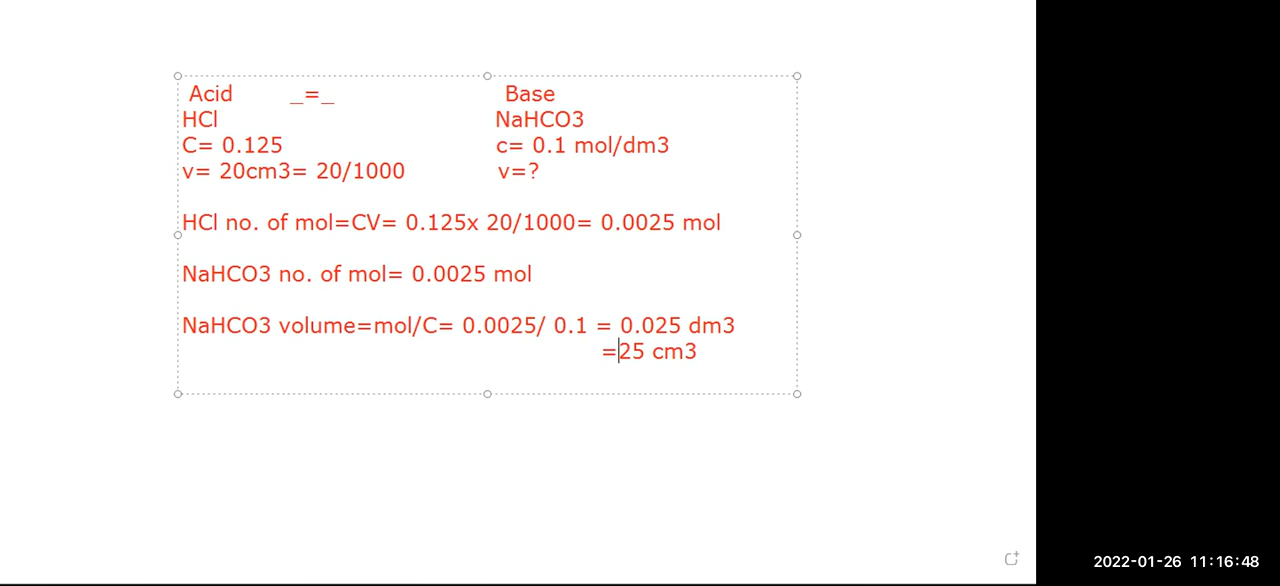 Acid _=_ Base
HCl NaHCO3
C= 0.125 c= 0.1 mol/dm3
v= 20cm3= 20/1000 v=?
HCl no. of mol=CV= 0.125x 20/1000= 0.0025 mol
NaHCO3 no. of mol= 0.0025 mol
NaHCO3 volume=mol/C= 0.0025/ 0.1 = 0.025 dm3
=25 cm3
2022-01-26 11:16:48